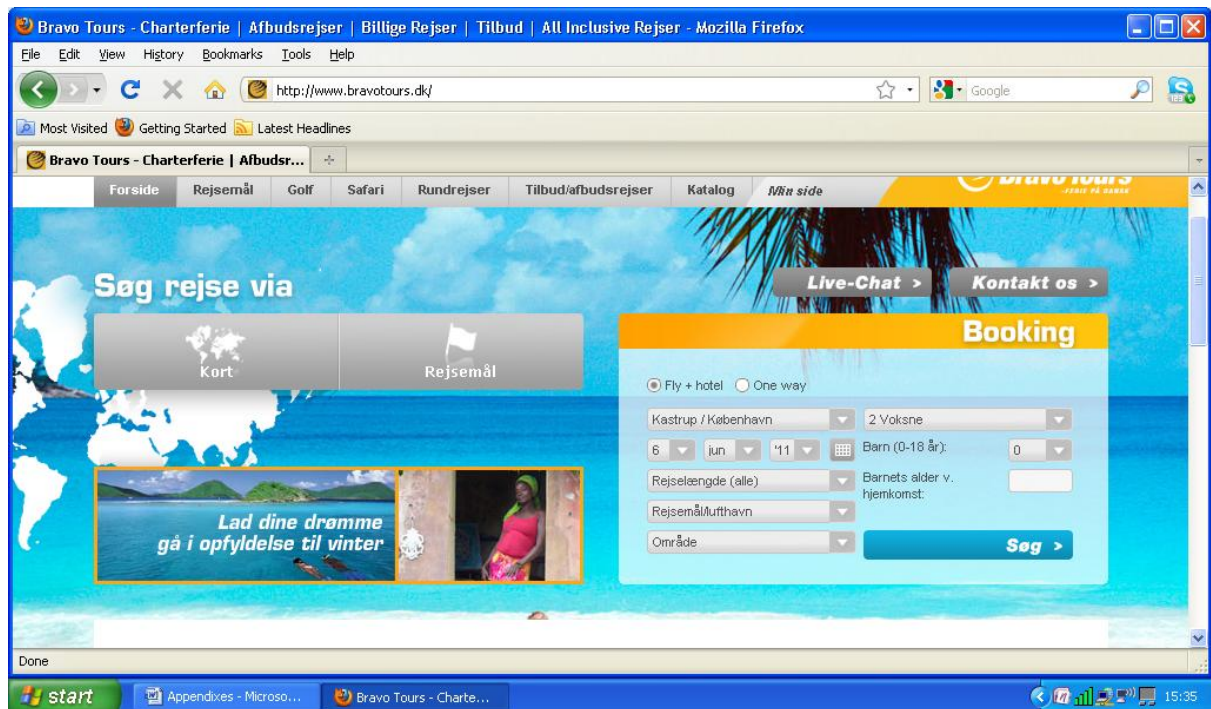 Bravo Tours - Charterferie | Afbudsrejser | Billige Rejser | Tilbud | All Inclusive Rejser - Mozilla Firefox
File Edit View History Bookmarks Tools Help
http://www.bravotours.dk/
Google
Most Visited Getting Started Latest Headlines
Bravo Tours - Charterferie | Afbudsr...
Forside Rejsemål Golf Safari Rundrejser Tilbud/afbudsrejser Katalog Min side
Bravo Tours
-FERIE PÅ DANSK
Søg rejse via
Live-Chat >
Kontakt os >
Kort
Rejsemål
Lad dine drømme
gå i opfyldelse til vinter
Booking
Fly + hotel One way
Kastrup / København 2 Voksne
6 jun '11 Barn (0-18 år): 0
Rejselængde (alle) Barnets alder v.
hjemkomst:
Rejsemål/lufthavn
Område Søg >
Done
start Appendixes - Microso... Bravo Tours - Charte... 15:35